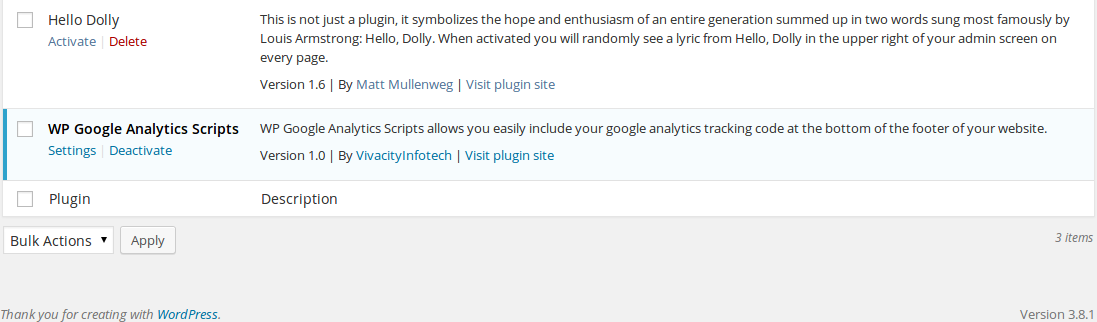 Hello Dolly
Activate | Delete
This is not just a plugin, it symbolizes the hope and enthusiasm of an entire generation summed up in two words sung most famously by
Louis Armstrong: Hello, Dolly. When activated you will randomly see a lyric from Hello, Dolly in the upper right of your admin screen on
every page.
Version 1.6 | By Matt Mullenweg | Visit plugin site
WP Google Analytics Scripts
Settings | Deactivate
WP Google Analytics Scripts allows you easily include your google analytics tracking code at the bottom of the footer of your website.
Version 1.0 | By VivacityInfotech | Visit plugin site
Plugin Description
Bulk Actions Apply
3 items
Thank you for creating with WordPress.
Version 3.8.1